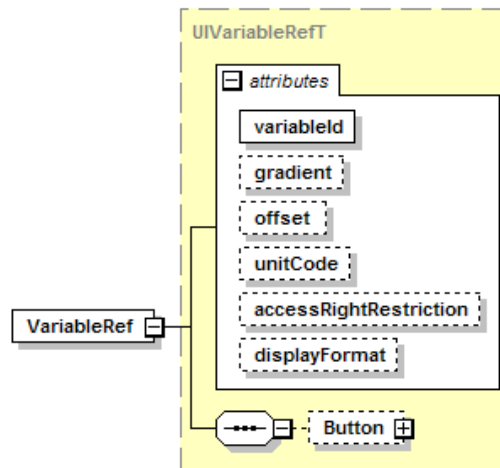 UIVariableRefT
attributes
variableId
gradient
offset
unitCode
accessRightRestriction
displayFormat
VariableRef
Button